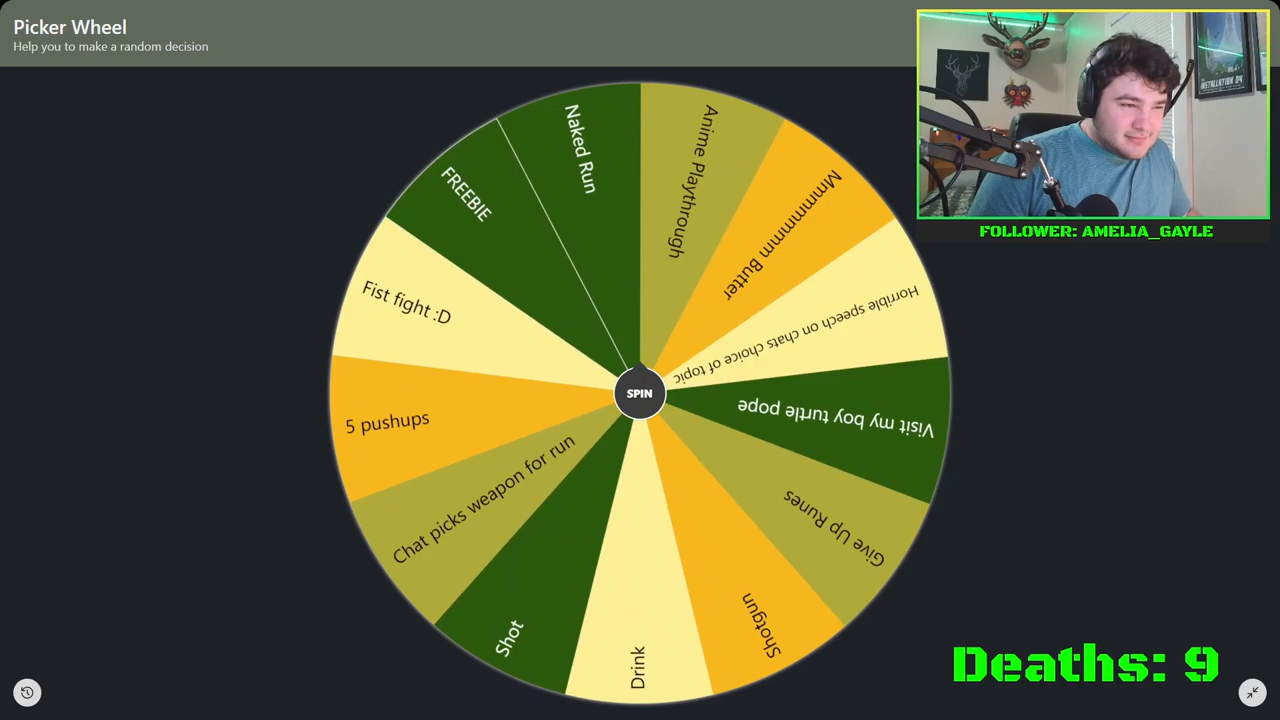 Picker Wheel
Help you to make a random decision
Naked Run
Anime Playthrough
Mmmmmmm Butter
Horrible speech on chats choice of topic
Visit my boy turtle pope
Give Up Runes
Shotgun
Drink
Shot
Chat picks weapon for run
5 pushups
Fist fight :D
FREEBIE
SPIN
INSTALLATION 04
FOLLOWER: AMELIA_GAYLE
Deaths: 9